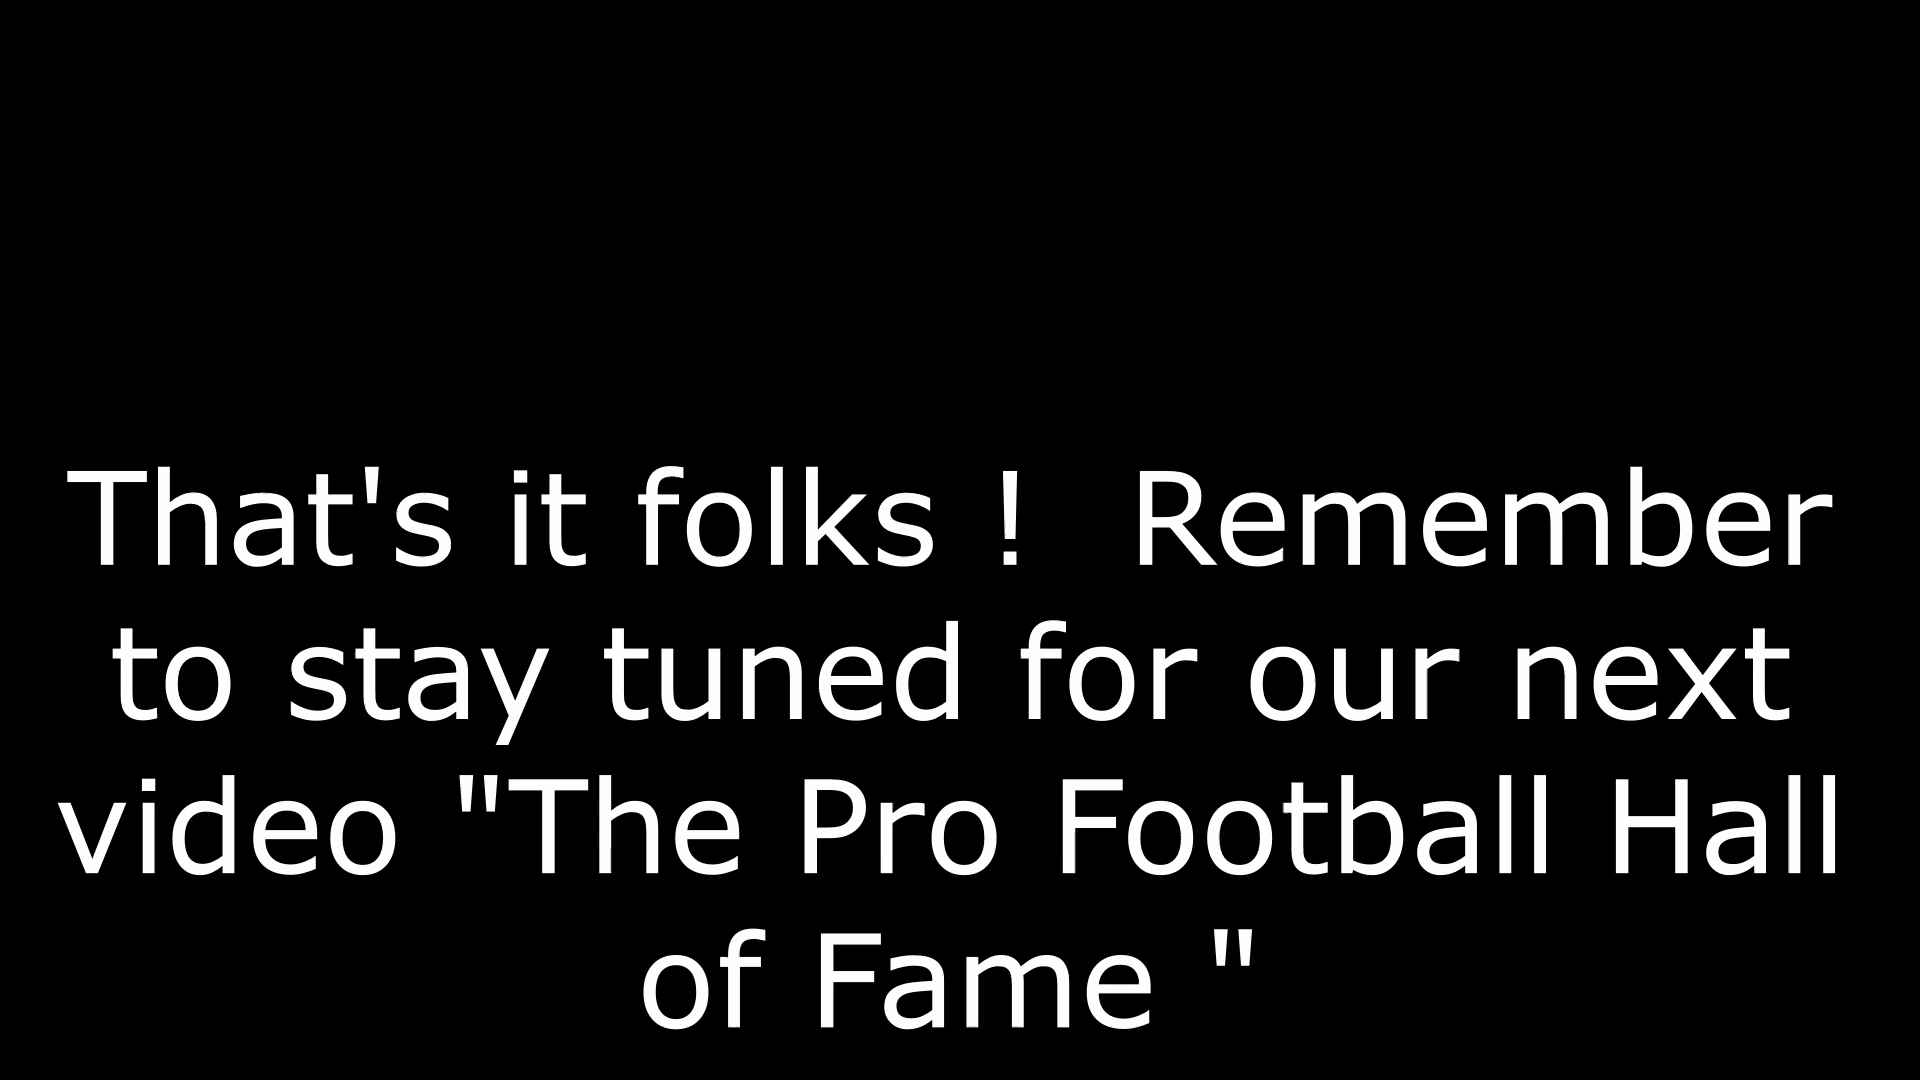 That's it folks !  Remember
to stay tuned for our next
video "The Pro Football Hall
of Fame "